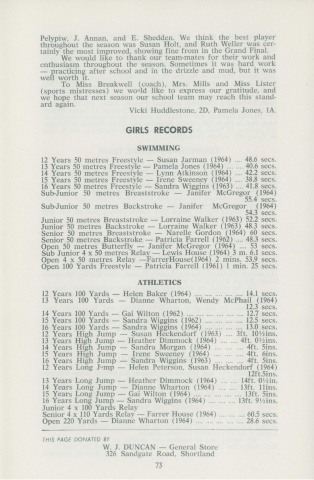 Pelypiw, J. Annan, and E. Shedden. We think the best player
throughout the season was Susan Holt, and Ruth Weller was cer-
tainly the most improved, showing fine form in the Grand Final.
We would like to thank our team-mates for their work and
enthusiasm throughout the season. Sometimes it was hard work
— practicing after school and in the drizzle and mud, but it was
well worth it.
To Miss Breakwell (coach), Mrs. Mills and Miss Lister
(sports mistresses) we would like to express our gratitude, and
we hope that next season our school team may reach this stand-
ard again.
Vicki Huddlestone, 2D, Pamela Jones, 1A.
GIRLS RECORDS
SWIMMING
12 Years 50 metres Freestyle — Susan Jarman (1964) ... 48.6 secs.
13 Years 50 metres Freestyle — Pamela Jones (1964) ... 40.6 secs.
14 Years 50 metres Freestyle — Lynn Atkinson (1964) ... 42.2 secs.
15 Years 50 metres Freestyle — Irene Sweeney (1964) ... 38.8 secs.
16 Years 50 metres Freestyle — Sandra Wiggins (1963) ... 41.8 secs.
Sub-Junior 50 metres Breaststroke — Janifer McGregor (1964)
55.4 secs.
Sub-Junior 50 metres Backstroke — Janifer McGregor (1964)
54.3 secs.
Junior 50 metres Breaststroke — Lorraine Walker (1963) 52.2 secs.
Junior 50 metres Backstroke — Lorraine Walker (1963) 48.3 secs.
Senior 50 metres Breaststroke — Narelle Gordon (1964) 60 secs.
Senior 50 metres Backstroke — Patricia Farrell (1962) ... 48.3 secs.
Open 50 metres Butterfly — Janifer McGregor (1964) ... 53 secs.
Sub Junior 4 x 50 metres Relay — Lewis House (1964) 3 m. 6.1 secs.
Open 4 x 50 metres Relay —FarrerHouse(1964) 2 mins. 53.9 secs.
Open 100 Yards Freestyle — Patricia Farrell (1961) 1 min. 25 secs.
ATHLETICS
12 Years 100 Yards — Helen Baker (1964) ... 14.1 secs.
13 Years 100 Yards — Dianne Wharton, Wendy McPhail (1964)
12.3 secs.
14 Years 100 Yards — Gai Wilton (1962) ... 12.7 secs.
15 Years 100 Yards — Sandra Wiggins (1962) ... 12.5 secs.
16 Years 100 Yards — Sandra Wiggins ... 13.0 secs.
12 Years High Jump — Susan Heckendorf (1963) ... 3ft. 10½ins.
13 Years High Jump — Heather Dimmock (1964) ... 4ft. 0½ins.
14 Years High Jump — Sandra Morgan (1964) ... 4ft. 5ins.
15 Years High Jump — Irene Sweeney (1964) ... 4ft. 6ins.
16 Years High Jump — Sandra Wiggins (1963) ... 4ft. 5ins.
12 Years Long Jump — Helen Peterson, Susan Heckendorf (1964)
12ft.5ins.
13 Years Long Jump — Heather Dimmock (1964) ... 14ft. 0½ins.
14 Years Long Jump — Dianne Wharton (1964) ... 13ft. 11ins.
15 Years Long Jump — Gai Wilton (1964) ... 13ft. 5ins.
16 Years Long Jump — Sandra Wiggins (1964) ... 13ft. 9½ins.
Junior 4 x 100 Yards Relay
Senior 4 x 110 Yards Relay — Farrer House (1964) ... 60.5 secs.
Open 220 Yards — Dianne Wharton (1964) ... 28.6 secs.
THIS PAGE DONATED BY
W. J. DUNCAN — General Store
326 Sandgate Road, Shortland
73